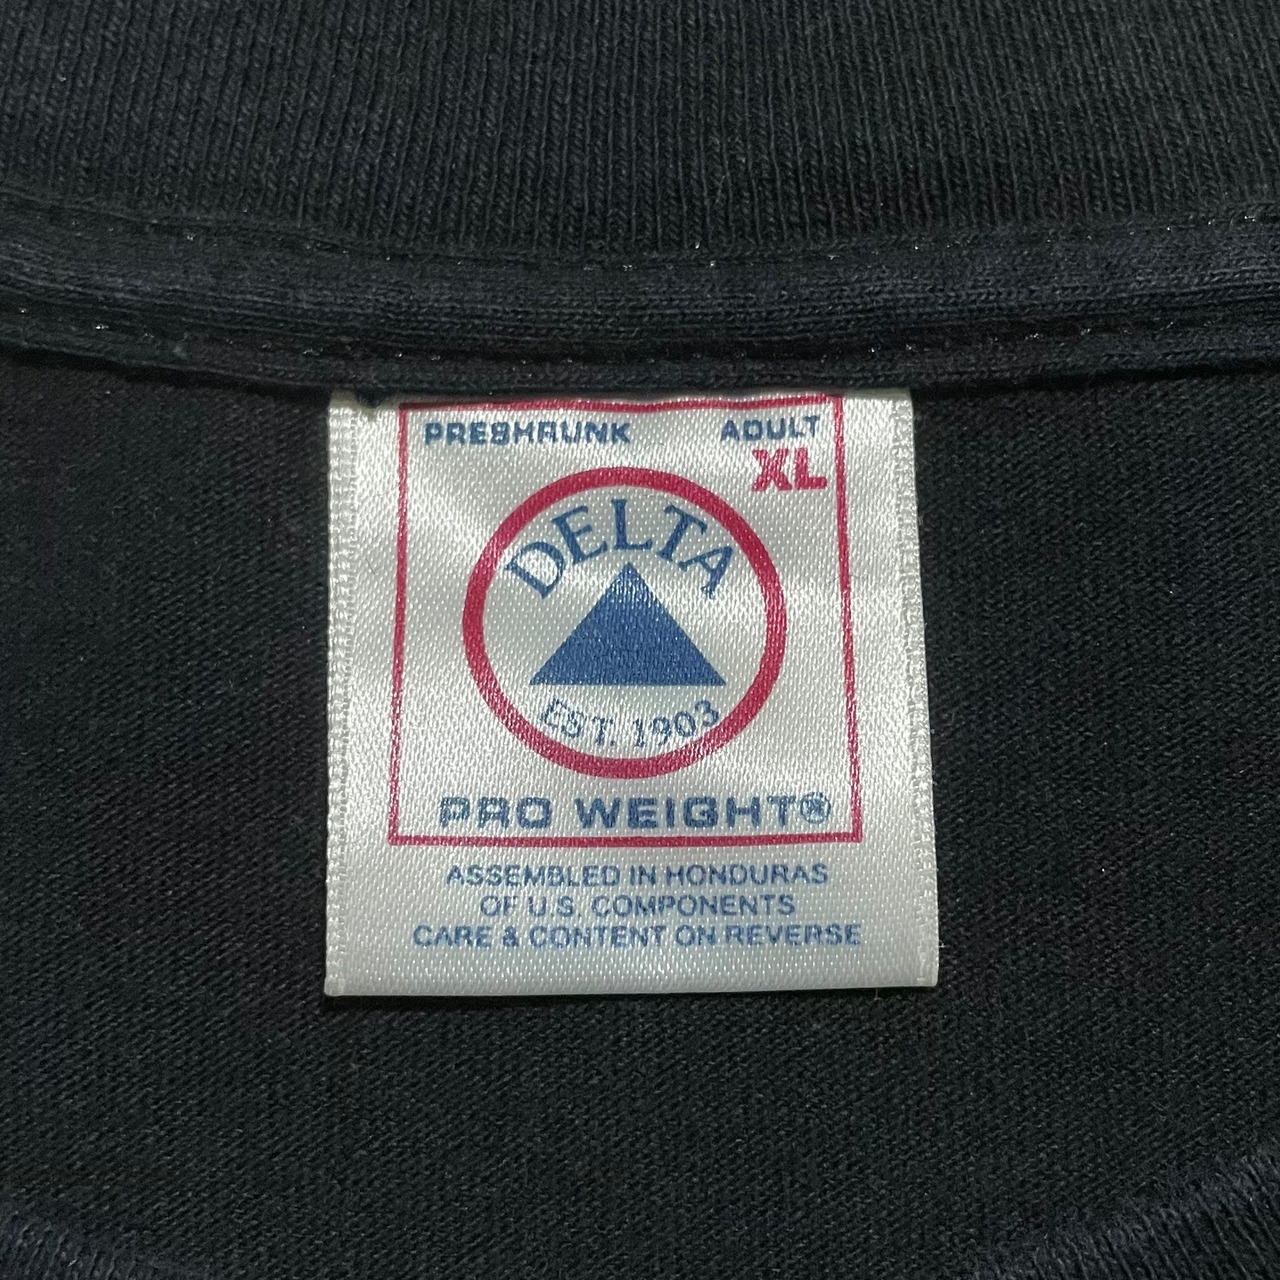 PRESHRUNK ADULT
XL
DELTA
EST. 1903
PRO WEIGHT®
ASSEMBLED IN HONDURAS
OF U.S. COMPONENTS
CARE & CONTENT ON REVERSE